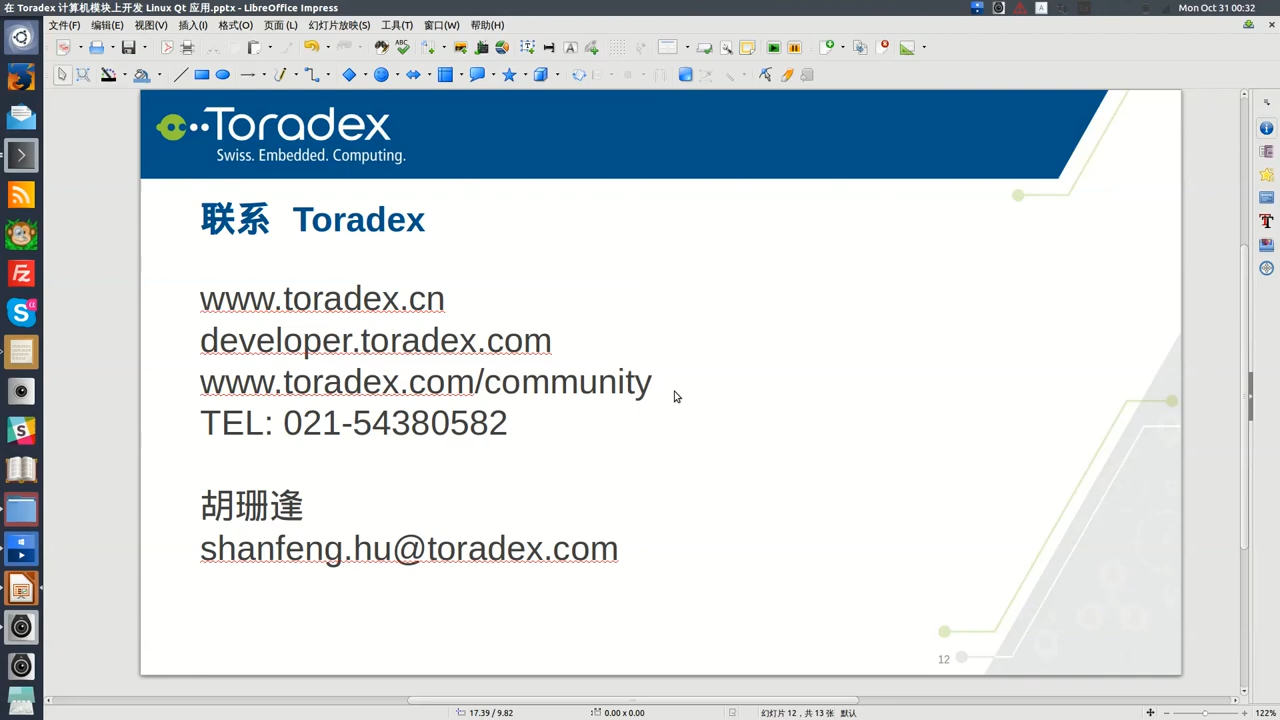 在 Toradex 计算机模块上开发 Linux Qt 应用.pptx - LibreOffice Impress
Mon Oct 31 00:32
文件(F) 编辑(E) 视图(V) 插入(I) 格式(O) 页面 (L) 幻灯片放映(S) 工具(T) 窗口(W) 帮助(H)
Toradex
Swiss. Embedded. Computing.
联系 Toradex
www.toradex.cn
developer.toradex.com
www.toradex.com/community
TEL: 021-54380582
胡珊逢
shanfeng.hu@toradex.com
12
17.39 / 9.82 0.00 x 0.00 幻灯片 12，共 13 张 默认 122%